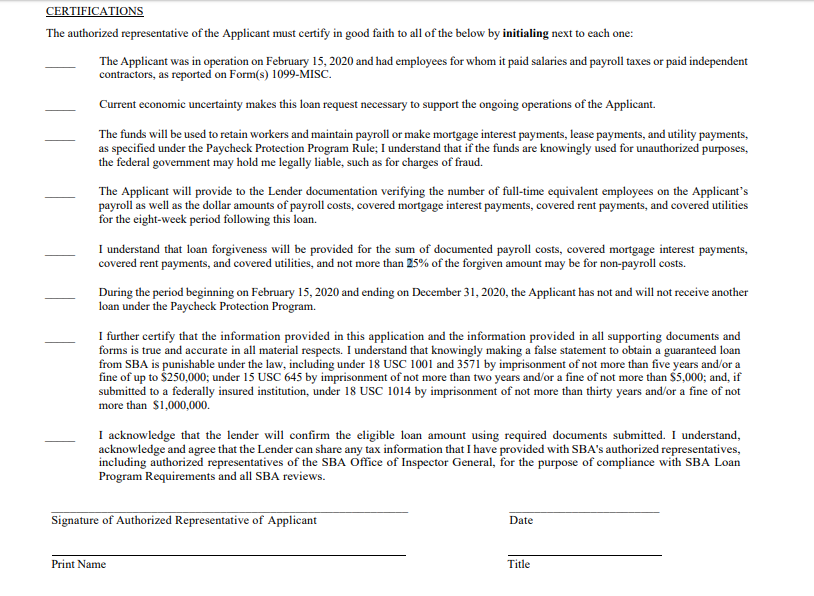 CERTIFICATIONS
The authorized representative of the Applicant must certify in good faith to all of the below by initialing next to each one:
The Applicant was in operation on February 15, 2020 and had employees for whom it paid salaries and payroll taxes or paid independent
contractors, as reported on Form(s) 1099-MISC.
Current economic uncertainty makes this loan request necessary to support the ongoing operations of the Applicant.
The funds will be used to retain workers and maintain payroll or make mortgage interest payments, lease payments, and utility payments,
as specified under the Paycheck Protection Program Rule; I understand that if the funds are knowingly used for unauthorized purposes,
the federal government may hold me legally liable, such as for charges of fraud.
The Applicant will provide to the Lender documentation verifying the number of full-time equivalent employees on the Applicant's
payroll as well as the dollar amounts of payroll costs, covered mortgage interest payments, covered rent payments, and covered utilities
for the eight-week period following this loan.
I understand that loan forgiveness will be provided for the sum of documented payroll costs, covered mortgage interest payments,
covered rent payments, and covered utilities, and not more than 25% of the forgiven amount may be for non-payroll costs.
During the period beginning on February 15, 2020 and ending on December 31, 2020, the Applicant has not and will not receive another
loan under the Paycheck Protection Program.
I further certify that the information provided in this application and the information provided in all supporting documents and
forms is true and accurate in all material respects. I understand that knowingly making a false statement to obtain a guaranteed loan
from SBA is punishable under the law, including under 18 USC 1001 and 3571 by imprisonment of not more than five years and/or a
fine of up to $250,000; under 15 USC 645 by imprisonment of not more than two years and/or a fine of not more than $5,000; and, if
submitted to a federally insured institution, under 18 USC 1014 by imprisonment of not more than thirty years and/or a fine of not
more than $1,000,000.
I acknowledge that the lender will confirm the eligible loan amount using required documents submitted. I understand,
acknowledge and agree that the Lender can share any tax information that I have provided with SBA's authorized representatives,
including authorized representatives of the SBA Office of Inspector General, for the purpose of compliance with SBA Loan
Program Requirements and all SBA reviews.
Signature of Authorized Representative of Applicant
Date
Print Name
Title